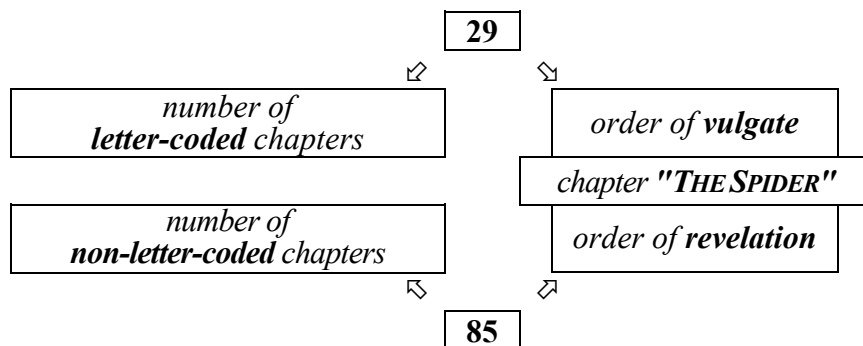 29
number of
letter-coded chapters
order of vulgate
chapter "THE SPIDER"
number of
non-letter-coded chapters
order of revelation
85